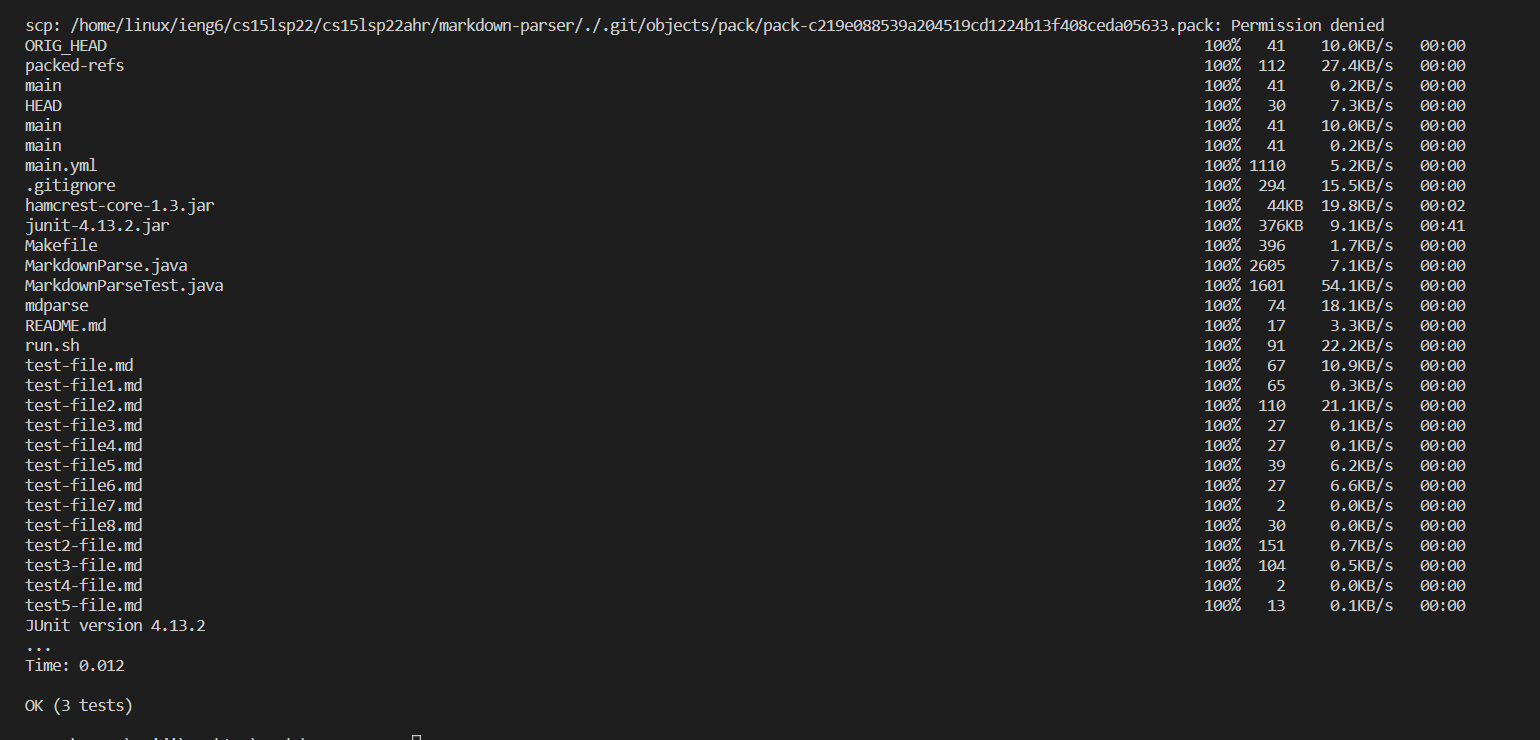 scp: /home/linux/ieng6/cs15lsp22/cs15lsp22ahr/markdown-parser/./.git/objects/pack/pack-c219e088539a204519cd1224b13f408ceda05633.pack: Permission denied
ORIG_HEAD 100% 41 10.0KB/s 00:00
packed-refs 100% 112 27.4KB/s 00:00
main 100% 41 0.2KB/s 00:00
HEAD 100% 30 7.3KB/s 00:00
main 100% 41 10.0KB/s 00:00
main 100% 41 0.2KB/s 00:00
main.yml 100% 1110 5.2KB/s 00:00
.gitignore 100% 294 15.5KB/s 00:00
hamcrest-core-1.3.jar 100% 44KB 19.8KB/s 00:02
junit-4.13.2.jar 100% 376KB 9.1KB/s 00:41
Makefile 100% 396 1.7KB/s 00:00
MarkdownParse.java 100% 2605 7.1KB/s 00:00
MarkdownParseTest.java 100% 1601 54.1KB/s 00:00
mdparse 100% 74 18.1KB/s 00:00
README.md 100% 17 3.3KB/s 00:00
run.sh 100% 91 22.2KB/s 00:00
test-file.md 100% 67 10.9KB/s 00:00
test-file1.md 100% 65 0.3KB/s 00:00
test-file2.md 100% 110 21.1KB/s 00:00
test-file3.md 100% 27 0.1KB/s 00:00
test-file4.md 100% 27 0.1KB/s 00:00
test-file5.md 100% 39 6.2KB/s 00:00
test-file6.md 100% 27 6.6KB/s 00:00
test-file7.md 100% 2 0.0KB/s 00:00
test-file8.md 100% 30 0.0KB/s 00:00
test2-file.md 100% 151 0.7KB/s 00:00
test3-file.md 100% 104 0.5KB/s 00:00
test4-file.md 100% 2 0.0KB/s 00:00
test5-file.md 100% 13 0.1KB/s 00:00
JUnit version 4.13.2
...
Time: 0.012
OK (3 tests)